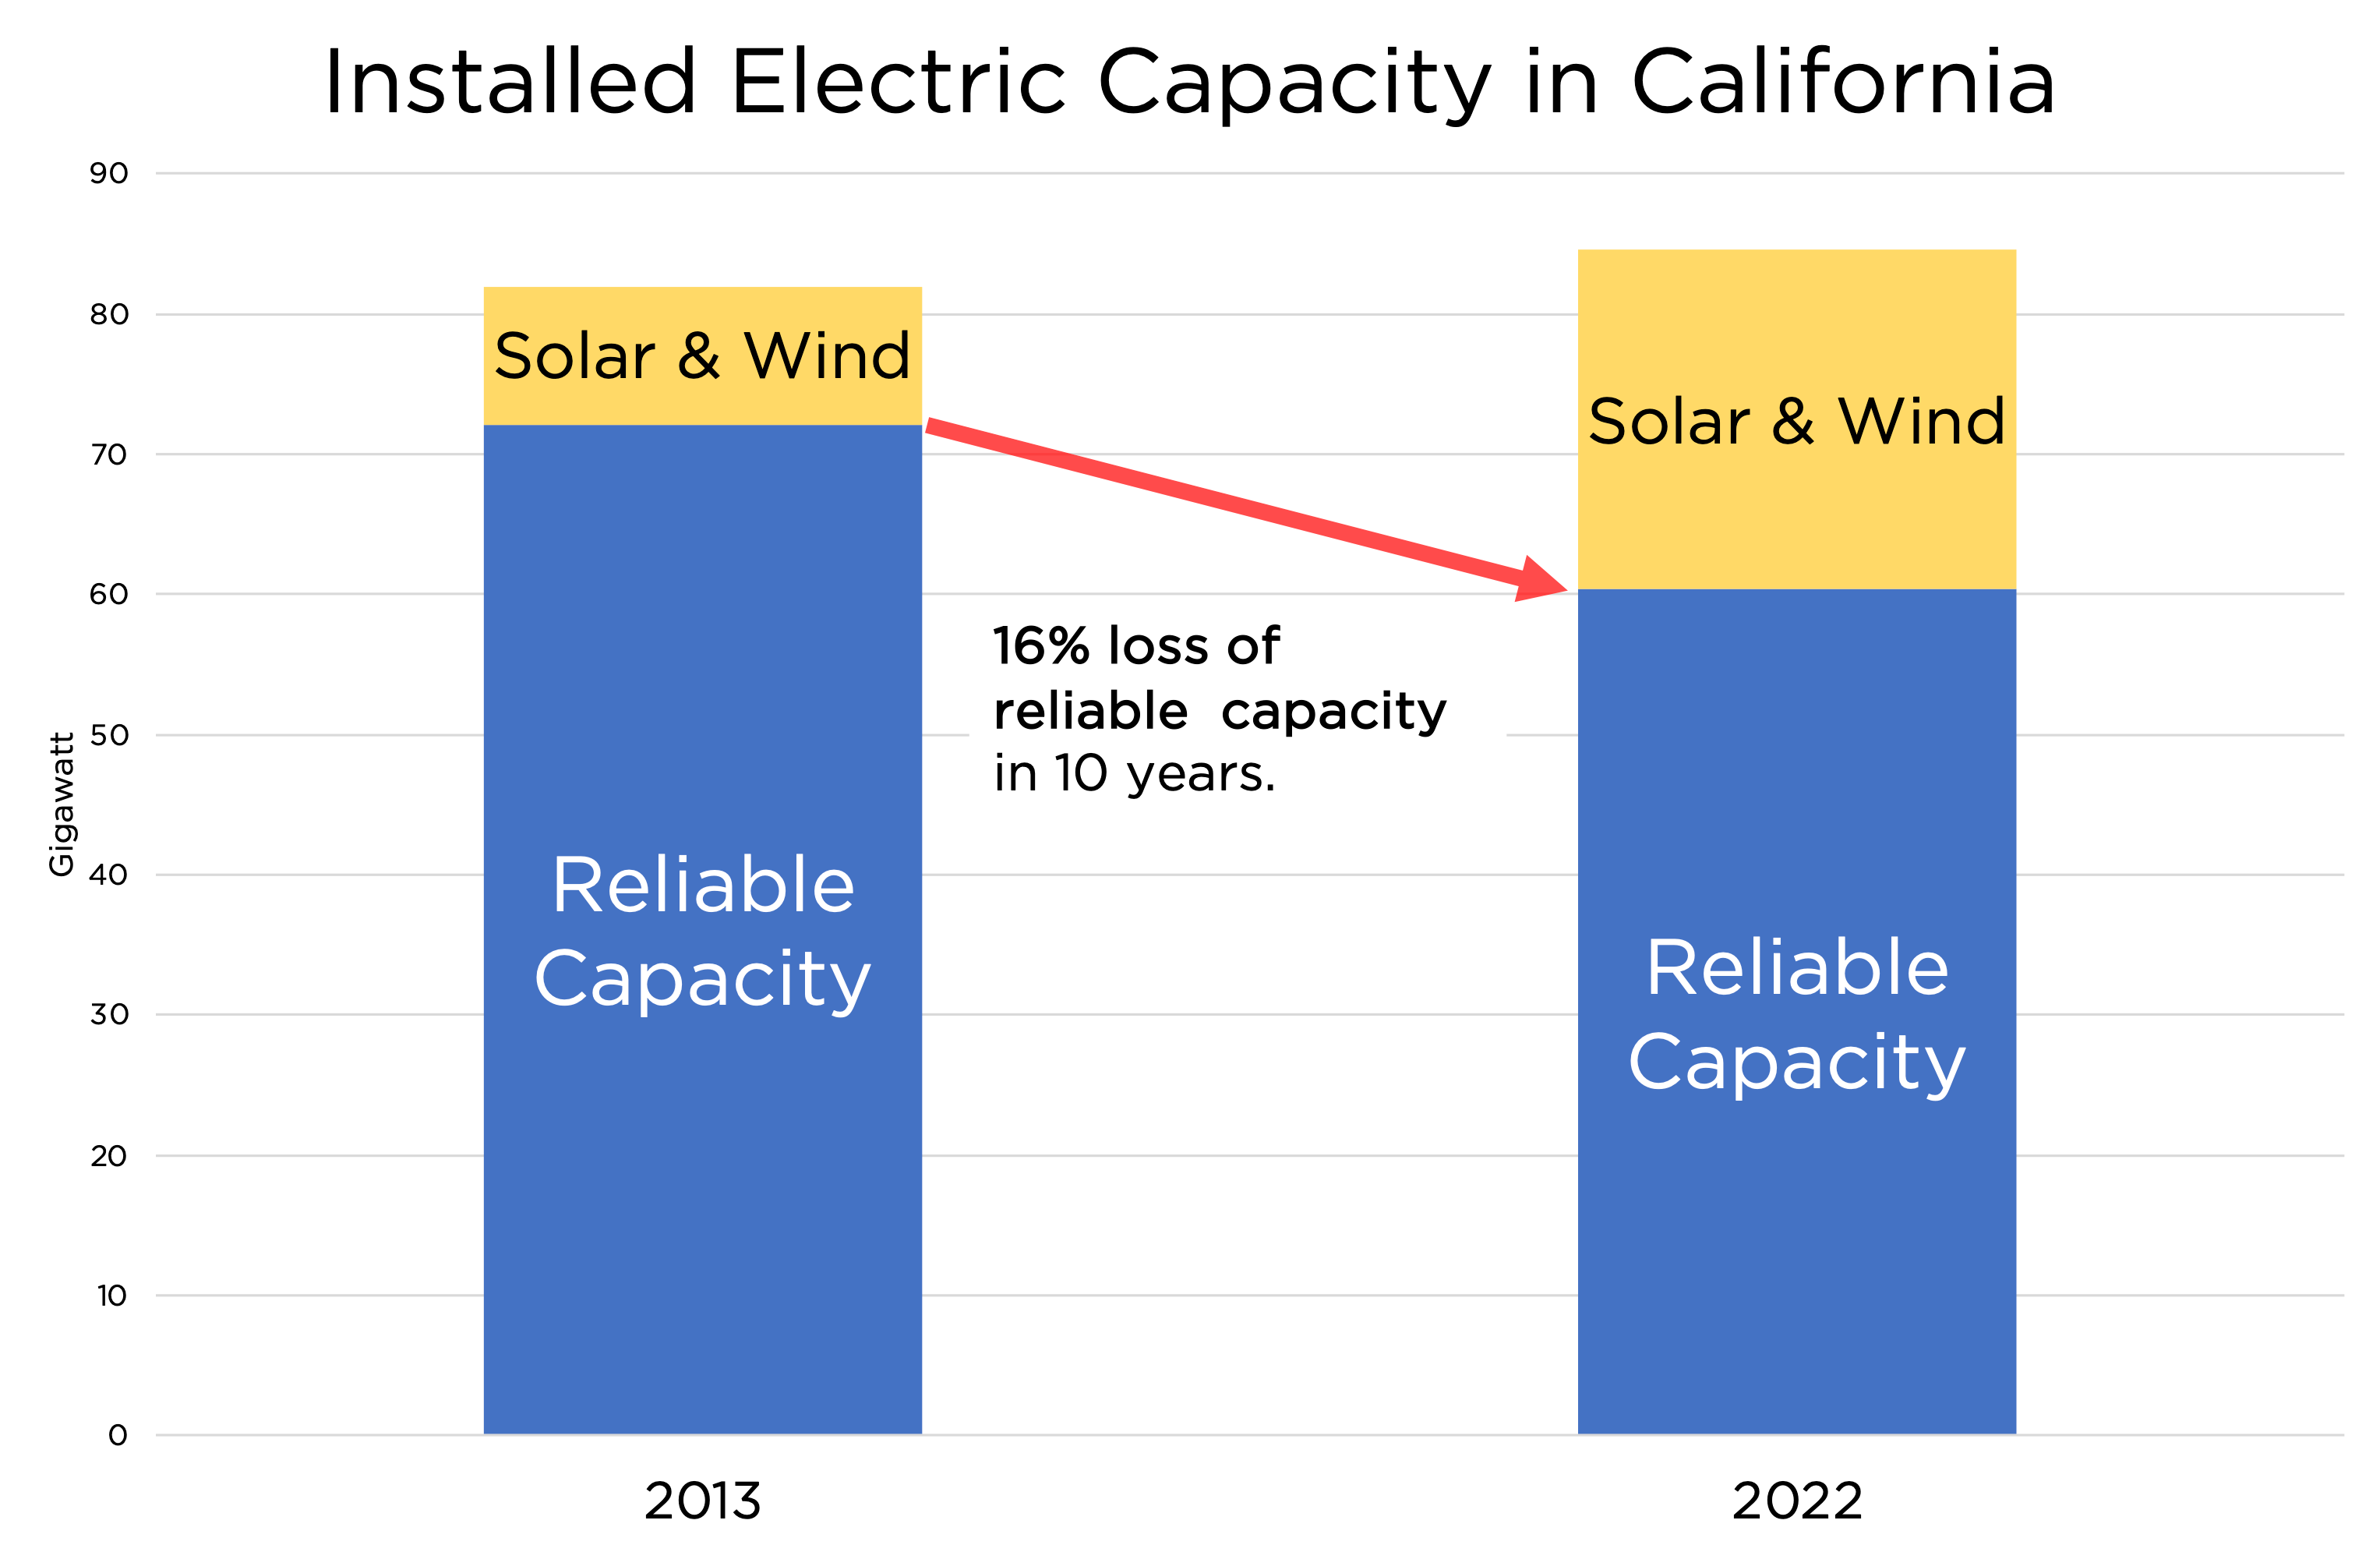 Installed Electric Capacity in California
90
80
70
60
50
40
30
20
10
0
Gigawatt
Solar & Wind
Reliable
Capacity
16% loss of
reliable capacity
in 10 years.
Solar & Wind
Reliable
Capacity
2013
2022